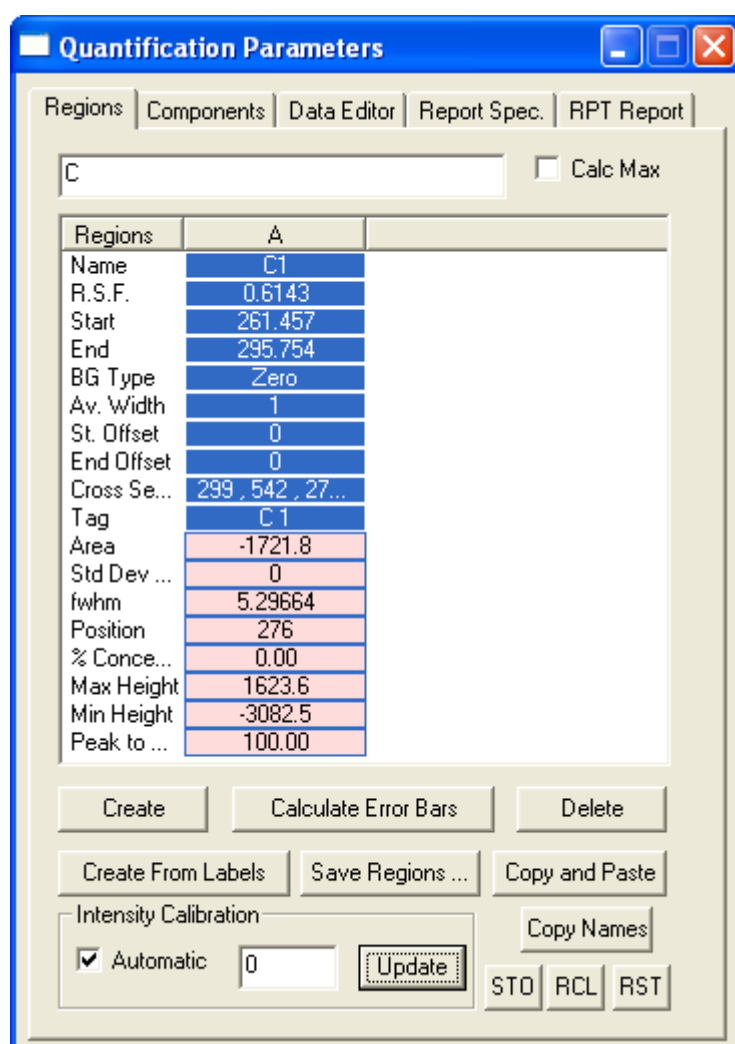 Quantification Parameters
Regions Components Data Editor Report Spec. RPT Report
C Calc Max
Regions A
Name C1
R.S.F. 0.6143
Start 261.457
End 295.754
BG Type Zero
Av. Width 1
St. Offset 0
End Offset 0
Cross Se... 299 , 542 , 27...
Tag C 1
Area -1721.8
Std Dev ... 0
fwhm 5.29664
Position 276
% Conce... 0.00
Max Height 1623.6
Min Height -3082.5
Peak to ... 100.00
Create Calculate Error Bars Delete
Create From Labels Save Regions ... Copy and Paste
Intensity Calibration
Copy Names
Automatic 0 Update
STO RCL RST